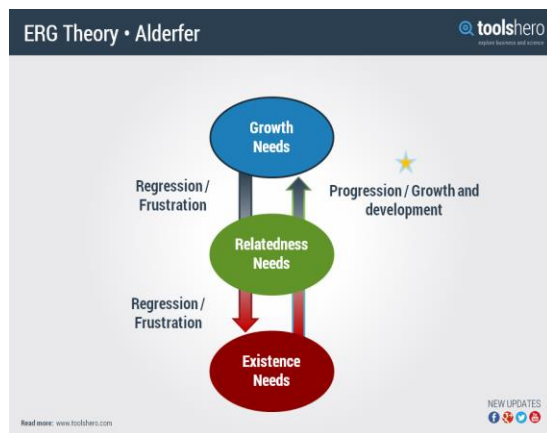 ERG Theory • Alderfer
toolshero
explore business and science
Growth
Needs
Regression /
Frustration
Progression / Growth and
development
Relatedness
Needs
Regression /
Frustration
Existence
Needs
NEW UPDATES
Read more: www.toolshero.com